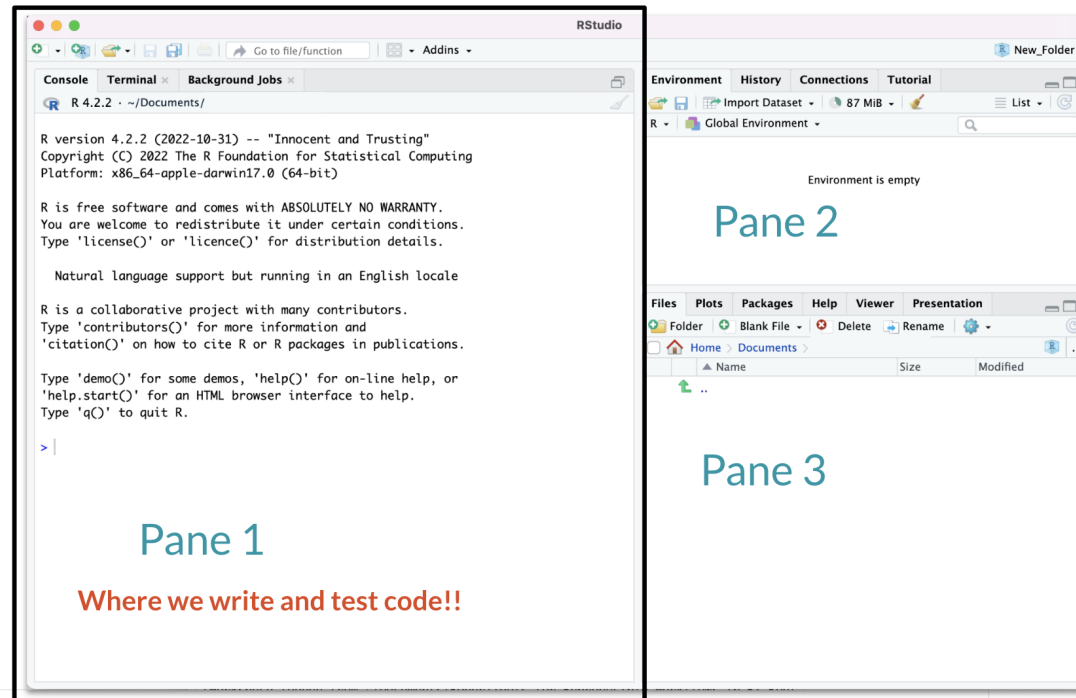 RStudio
Go to file/function
Addins
New_Folder
Console Terminal Background Jobs
R 4.2.2 · ~/Documents/
R version 4.2.2 (2022-10-31) -- "Innocent and Trusting"
Copyright (C) 2022 The R Foundation for Statistical Computing
Platform: x86_64-apple-darwin17.0 (64-bit)
R is free software and comes with ABSOLUTELY NO WARRANTY.
You are welcome to redistribute it under certain conditions.
Type 'license()' or 'licence()' for distribution details.
Natural language support but running in an English locale
R is a collaborative project with many contributors.
Type 'contributors()' for more information and
'citation()' on how to cite R or R packages in publications.
Type 'demo()' for some demos, 'help()' for on-line help, or
'help.start()' for an HTML browser interface to help.
Type 'q()' to quit R.
>
Pane 1
Where we write and test code!!
Environment History Connections Tutorial
Import Dataset 87 MiB List
R Global Environment
Environment is empty
Pane 2
Files Plots Packages Help Viewer Presentation
Folder Blank File Delete Rename
Home Documents
Name Size Modified
..
Pane 3